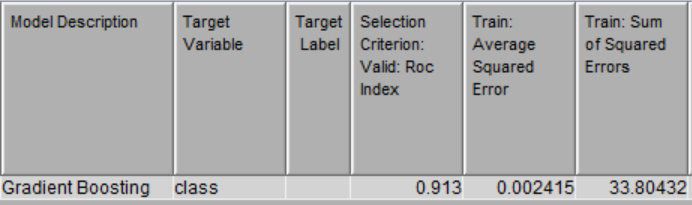 Model Description
Target
Variable
Target
Label
Selection
Criterion:
Valid: Roc
Index
Train:
Average
Squared
Error
Train: Sum
of Squared
Errors
Gradient Boosting class 0.913 0.002415 33.80432